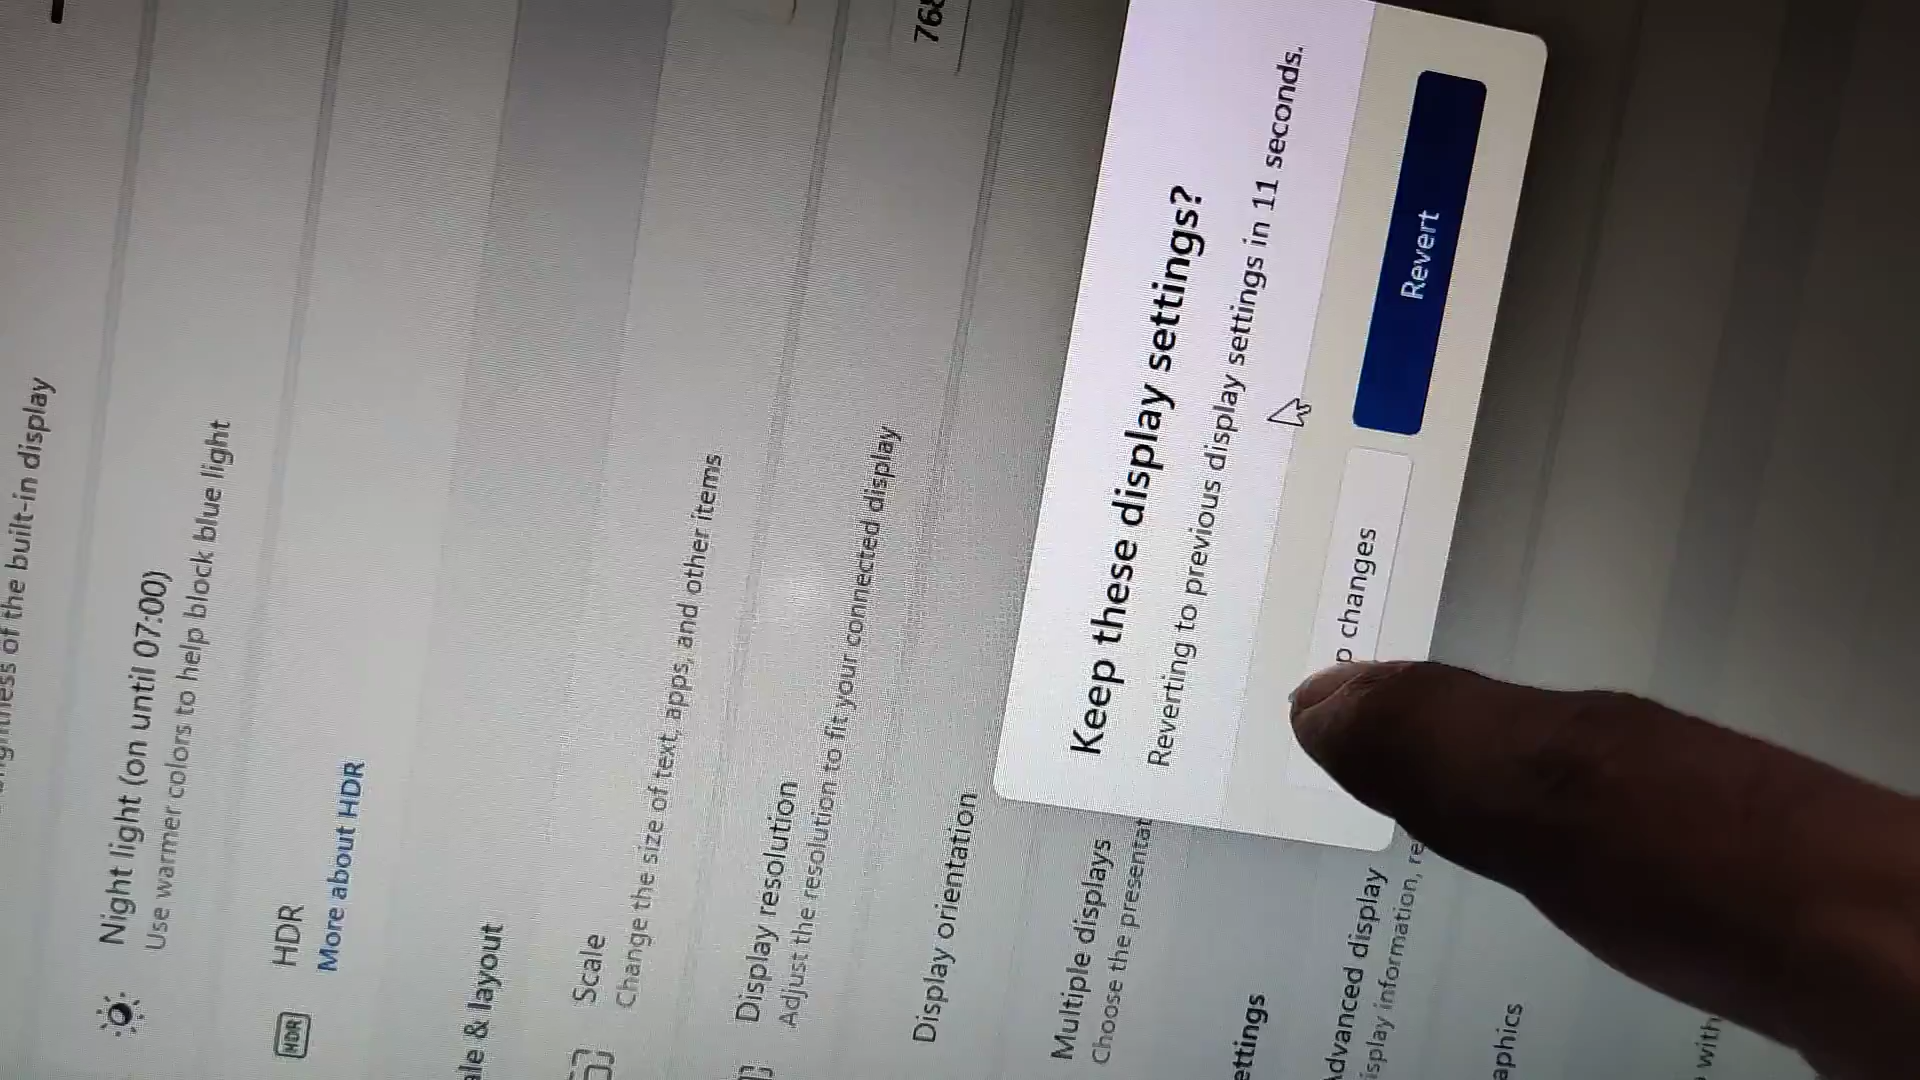 of the built-in display
Night light (on until 07:00)
Use warmer colors to help block blue light
HDR
HDR
More about HDR
ale & layout
Scale
Change the size of text, apps, and other items
Display resolution
Adjust the resolution to fit your connected display
768
Display orientation
Multiple displays
Choose the presentat
Keep these display settings?
Reverting to previous display settings in 11 seconds.
p changes
Revert
ettings
Advanced display
isplay information, re
aphics
with